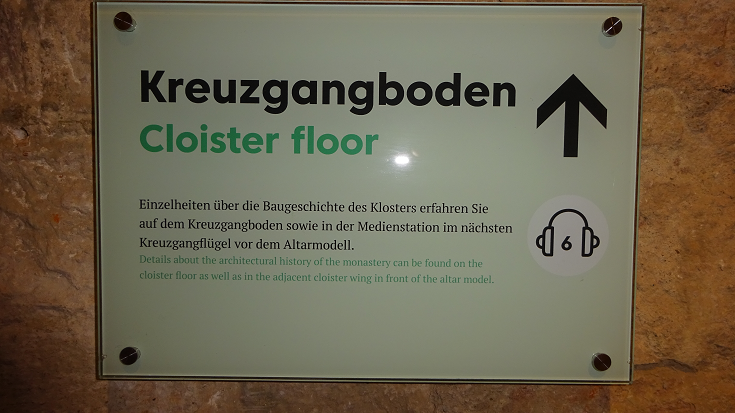 Kreuzgangboden
Cloister floor
Einzelheiten über die Baugeschichte des Klosters erfahren Sie
auf dem Kreuzgangboden sowie in der Medienstation im nächsten
Kreuzgangflügel vor dem Altarmodell.
Details about the architectural history of the monastery can be found on the
cloister floor as well as in the adjacent cloister wing in front of the altar model.
6